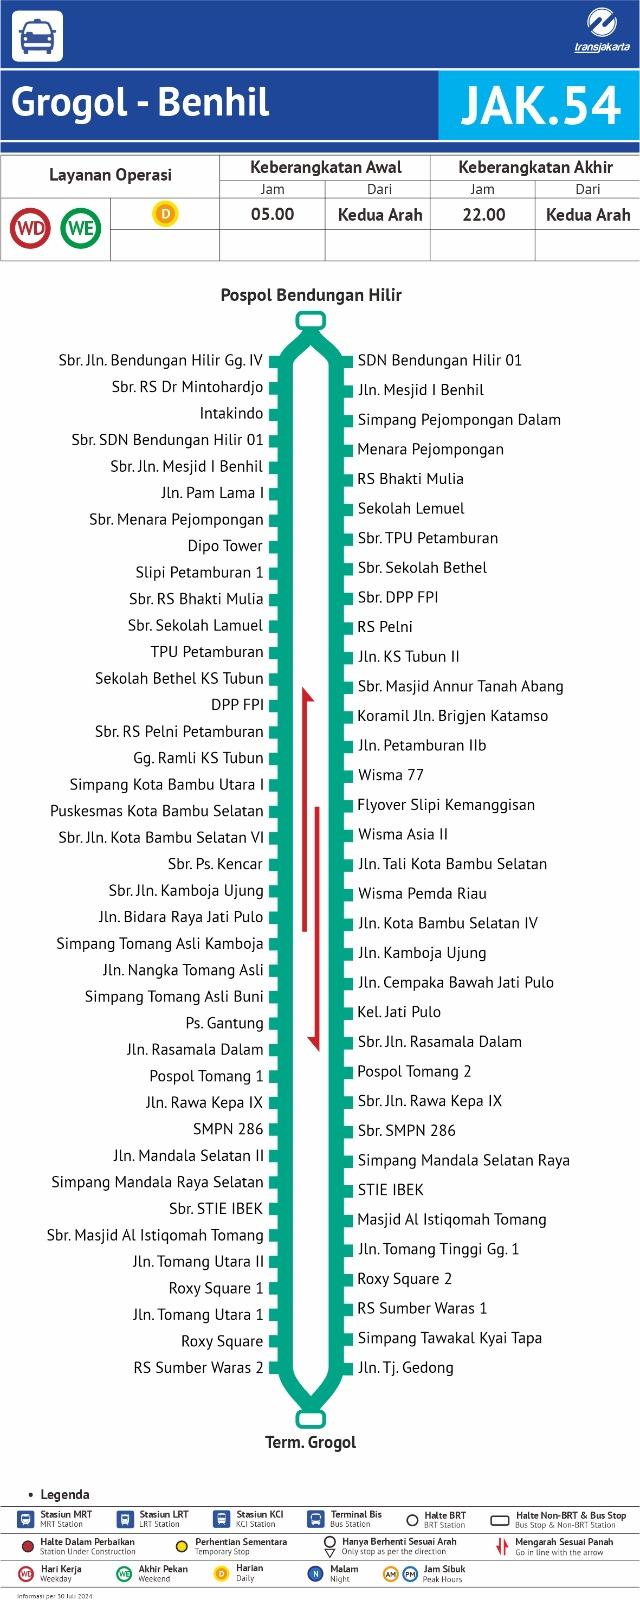 transjakarta
Grogol - Benhil
JAK.54
Layanan Operasi
Keberangkatan Awal
Keberangkatan Akhir
Jam
Dari
Jam
Dari
WD
WE
D
05.00
Kedua Arah
22.00
Kedua Arah
Pospol Bendungan Hilir
Sbr. Jln. Bendungan Hilir Gg. IV
Sbr. RS Dr Mintohardjo
Intakindo
Sbr. SDN Bendungan Hilir 01
Sbr. Jln. Mesjid I Benhil
Jln. Pam Lama I
Sbr. Menara Pejompongan
Dipo Tower
Slipi Petamburan 1
Sbr. RS Bhakti Mulia
Sbr. Sekolah Lamuel
TPU Petamburan
Sekolah Bethel KS Tubun
DPP FPI
Sbr. RS Pelni Petamburan
Gg. Ramli KS Tubun
Simpang Kota Bambu Utara I
Puskesmas Kota Bambu Selatan
Sbr. Jln. Kota Bambu Selatan VI
Sbr. Ps. Kencar
Sbr. Jln. Kamboja Ujung
Jln. Bidara Raya Jati Pulo
Simpang Tomang Asli Kamboja
Jln. Nangka Tomang Asli
Simpang Tomang Asli Buni
Ps. Gantung
Jln. Rasamala Dalam
Pospol Tomang 1
Jln. Rawa Kepa IX
SMPN 286
Jln. Mandala Selatan II
Simpang Mandala Raya Selatan
Sbr. STIE IBEK
Sbr. Masjid Al Istiqomah Tomang
Jln. Tomang Utara II
Roxy Square 1
Jln. Tomang Utara 1
Roxy Square
RS Sumber Waras 2
SDN Bendungan Hilir 01
Jln. Mesjid I Benhil
Simpang Pejompongan Dalam
Menara Pejompongan
RS Bhakti Mulia
Sekolah Lemuel
Sbr. TPU Petamburan
Sbr. Sekolah Bethel
Sbr. DPP FPI
RS Pelni
Jln. KS Tubun II
Sbr. Masjid Annur Tanah Abang
Koramil Jln. Brigjen Katamso
Jln. Petamburan IIb
Wisma 77
Flyover Slipi Kemanggisan
Wisma Asia II
Jln. Tali Kota Bambu Selatan
Wisma Pemda Riau
Jln. Kota Bambu Selatan IV
Jln. Kamboja Ujung
Jln. Cempaka Bawah Jati Pulo
Kel. Jati Pulo
Sbr. Jln. Rasamala Dalam
Pospol Tomang 2
Sbr. Jln. Rawa Kepa IX
Sbr. SMPN 286
Simpang Mandala Selatan Raya
STIE IBEK
Masjid Al Istiqomah Tomang
Jln. Tomang Tinggi Gg. 1
Roxy Square 2
RS Sumber Waras 1
Simpang Tawakal Kyai Tapa
Jln. Tj. Gedong
Term. Grogol
• Legenda
Stasiun MRT
MRT Station
Stasiun LRT
LRT Station
Stasiun KCI
KCI Station
Terminal Bis
Bus Station
Halte BRT
BRT Station
Halte Non-BRT & Bus Stop
Bus Stop & Non-BRT Station
Halte Dalam Perbaikan
Station Under Construction
Perhentian Sementara
Temporary Stop
Hanya Berhenti Sesuai Arah
Only stop as per the direction
Mengarah Sesuai Panah
Go in line with the arrow
WD
Hari Kerja
Weekday
WE
Akhir Pekan
Weekend
D
Harian
Daily
N
Malam
Night
AM
PM
Jam Sibuk
Peak Hours
Informasi per 30 Juli 2024